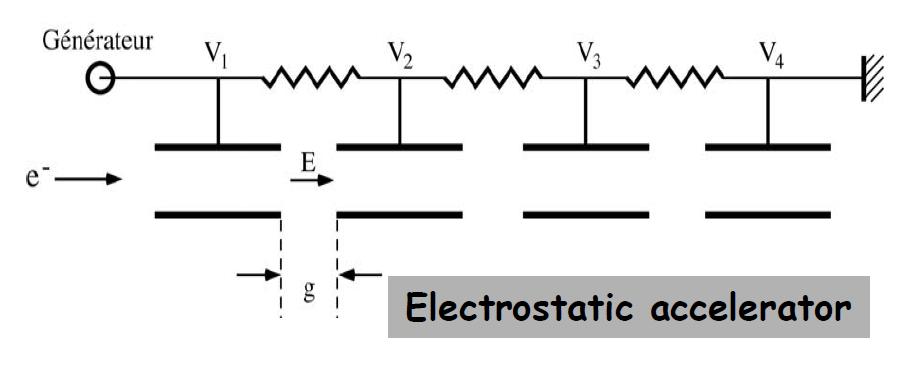 Générateur
V1 V2 V3 V4
e- E
g
Electrostatic accelerator